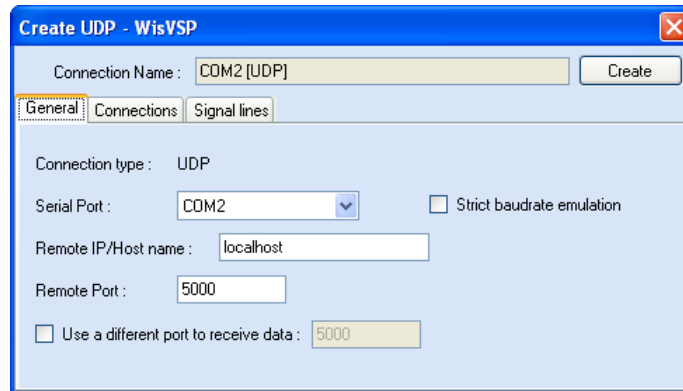 Create UDP - WisVSP
Connection Name : COM2 [UDP] Create
General Connections Signal lines
Connection type : UDP
Serial Port : COM2 Strict baudrate emulation
Remote IP/Host name : localhost
Remote Port : 5000
Use a different port to receive data : 5000